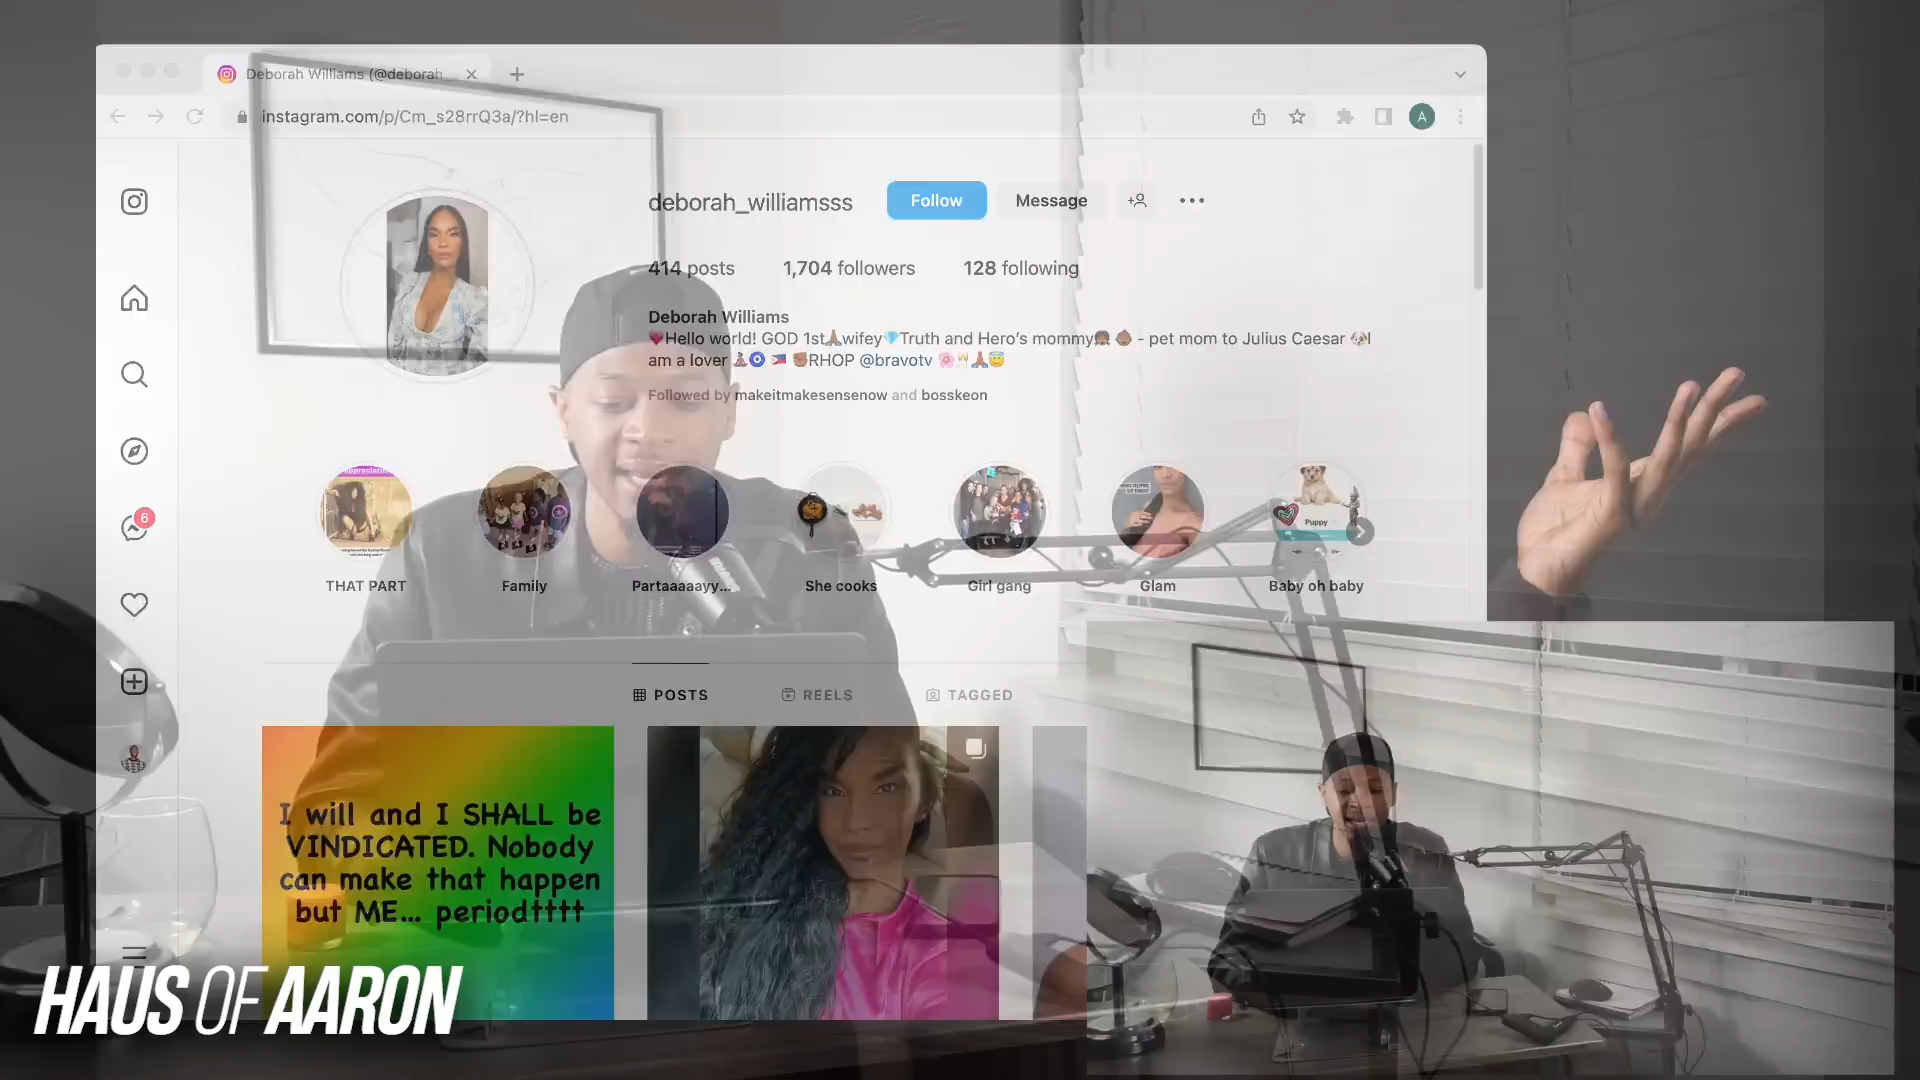 Deborah Williams (@deborah_
instagram.com/p/Cm_s28rrQ3a/?hl=en
A
deborah_williamsss
Follow
Message
414 posts
1,704 followers
128 following
Deborah Williams
💗Hello world! GOD 1st🙏🏽wifey💎Truth and Hero's mommy👧🏽👶🏽 - pet mom to Julius Caesar 🐶I
am a lover 🧘🏽‍♀️🧿 🇵🇭 ✊🏽RHOP @bravotv 🌸🥂🙏🏽😇
Followed by makeitmakesensenow and bosskeon
6
Puppy
THAT PART
Family
Partaaaaayy...
She cooks
Girl gang
Glam
Baby oh baby
POSTS
REELS
TAGGED
I will and I SHALL be
VINDICATED. Nobody
can make that happen
but ME... periodtttt
HAUS OF AARON